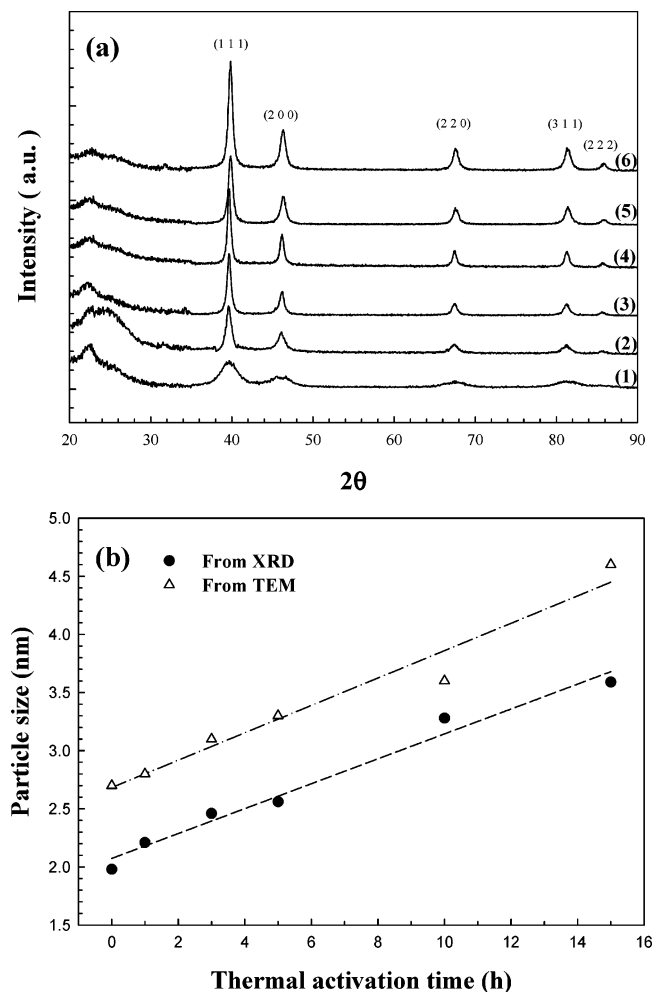 (a)
(1 1 1)
(2 0 0)
(2 2 0)
(3 1 1)
(2 2 2)
(6)
(5)
(4)
(3)
(2)
(1)
Intensity ( a.u.)
20 30 40 50 60 70 80 90
2θ
(b)
From XRD
From TEM
5.0
4.5
4.0
3.5
3.0
2.5
2.0
1.5
Particle size (nm)
0 2 4 6 8 10 12 14 16
Thermal activation time (h)